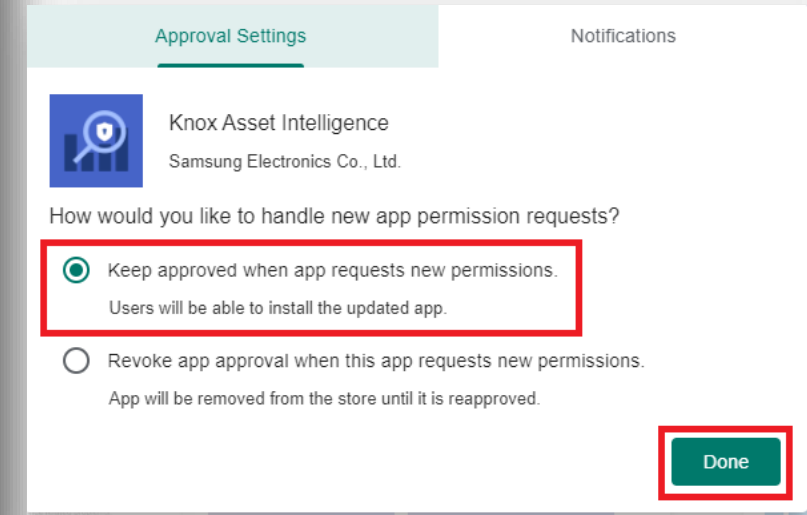 Approval Settings
Notifications
Knox Asset Intelligence
Samsung Electronics Co., Ltd.
How would you like to handle new app permission requests?
Keep approved when app requests new permissions.
Users will be able to install the updated app.
Revoke app approval when this app requests new permissions.
App will be removed from the store until it is reapproved.
Done